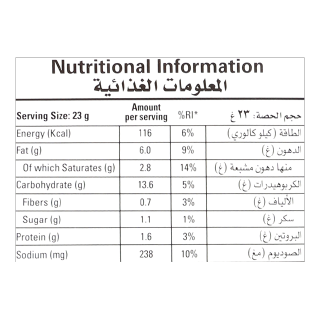 Nutritional Information
المعلومات الغذائية
Serving Size: 23 g Amount per serving %RI* حجم الحصة: ٢٣ غ
Energy (Kcal) 116 6% الطاقة (كيلو كالوري)
Fat (g) 6.0 9% الدهون (غ)
Of which Saturates (g) 2.8 14% منها دهون مشبعة (غ)
Carbohydrate (g) 13.6 5% الكربوهيدرات (غ)
Fibers (g) 0.7 3% الألياف (غ)
Sugar (g) 1.1 1% سكر (غ)
Protein (g) 1.6 3% البروتين (غ)
Sodium (mg) 238 10% الصوديوم (مغ)